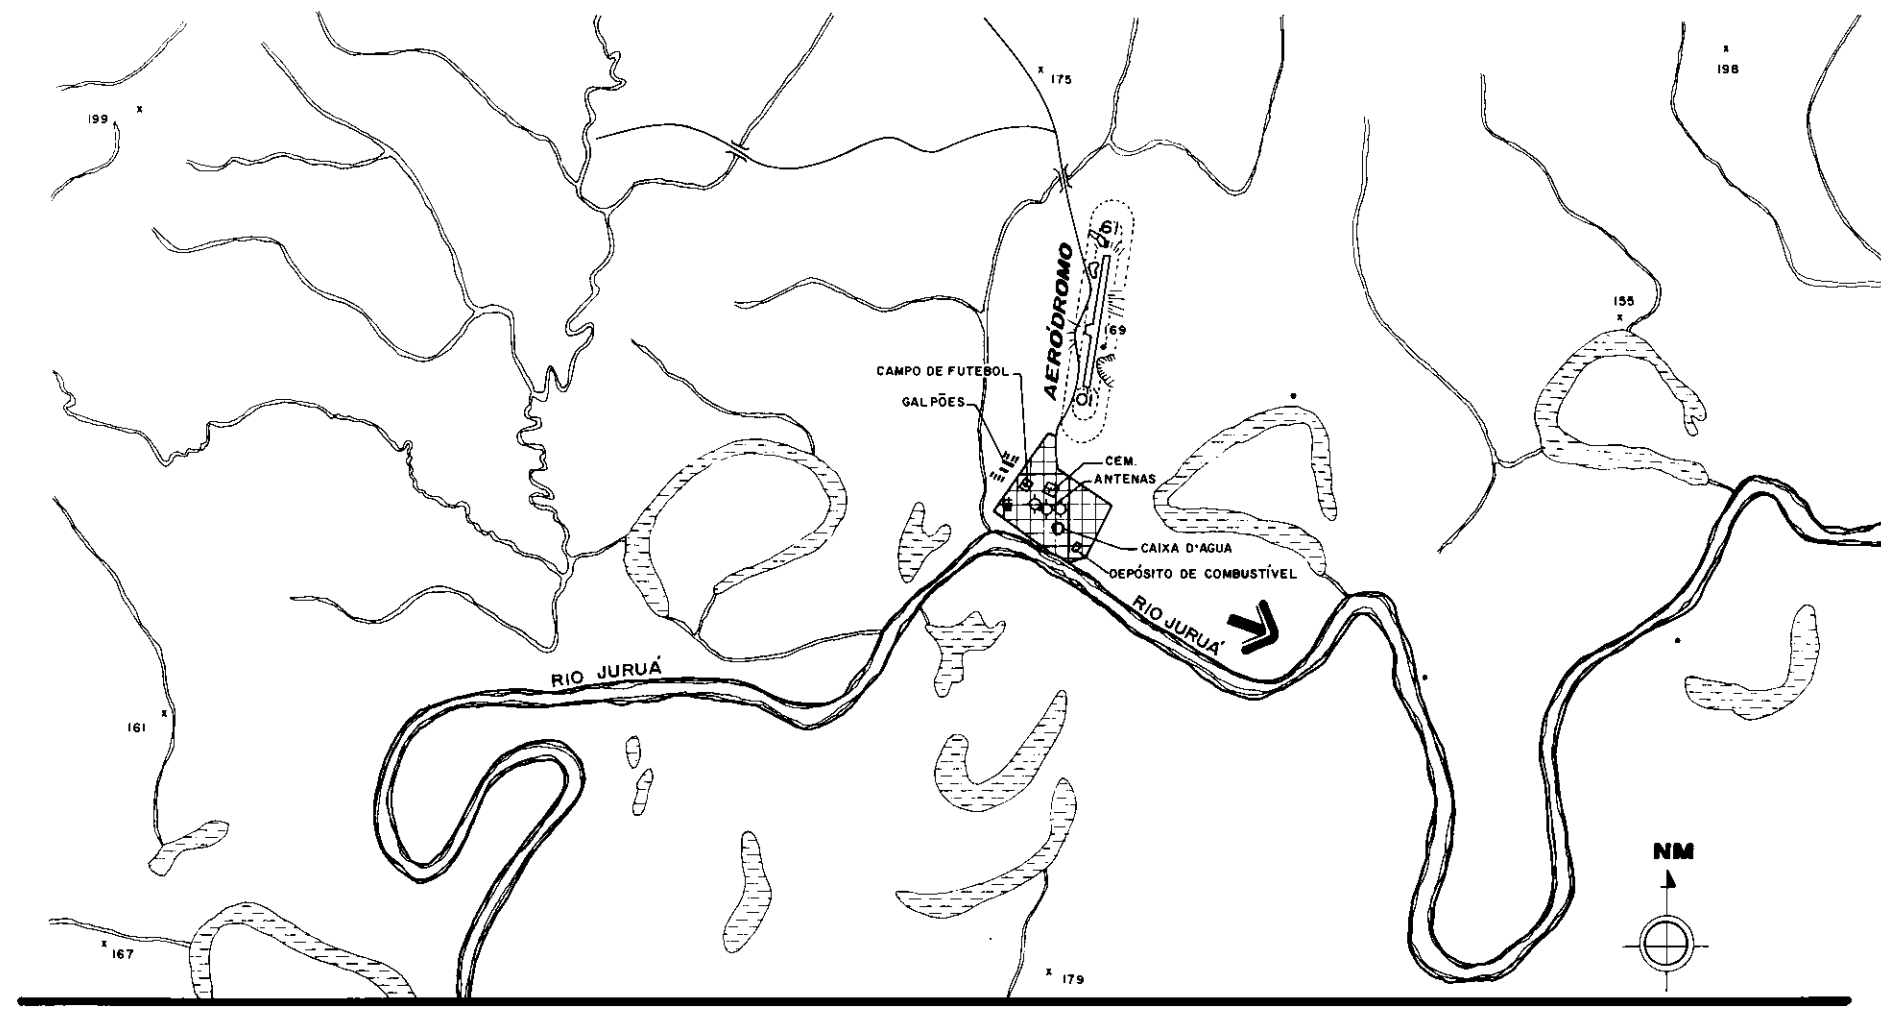 198
175
199
19
AERÓDROMO
155
169
CAMPO DE FUTEBOL
GALPÕES
01
CEM.
ANTENAS
CAIXA D'AGUA
DEPÓSITO DE COMBUSTÍVEL
RIO JURUÁ
RIO JURUÁ
161
NM
167
179